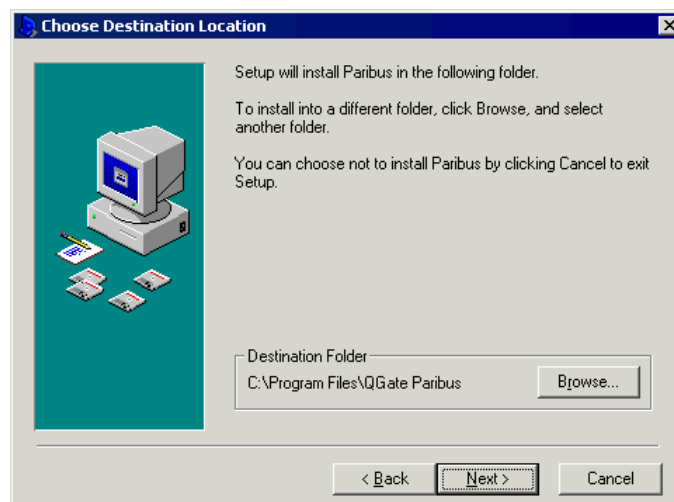 Choose Destination Location
Setup will install Paribus in the following folder.
To install into a different folder, click Browse, and select
another folder.
You can choose not to install Paribus by clicking Cancel to exit
Setup.
Destination Folder
C:\Program Files\QGate Paribus
Browse...
< Back
Next >
Cancel